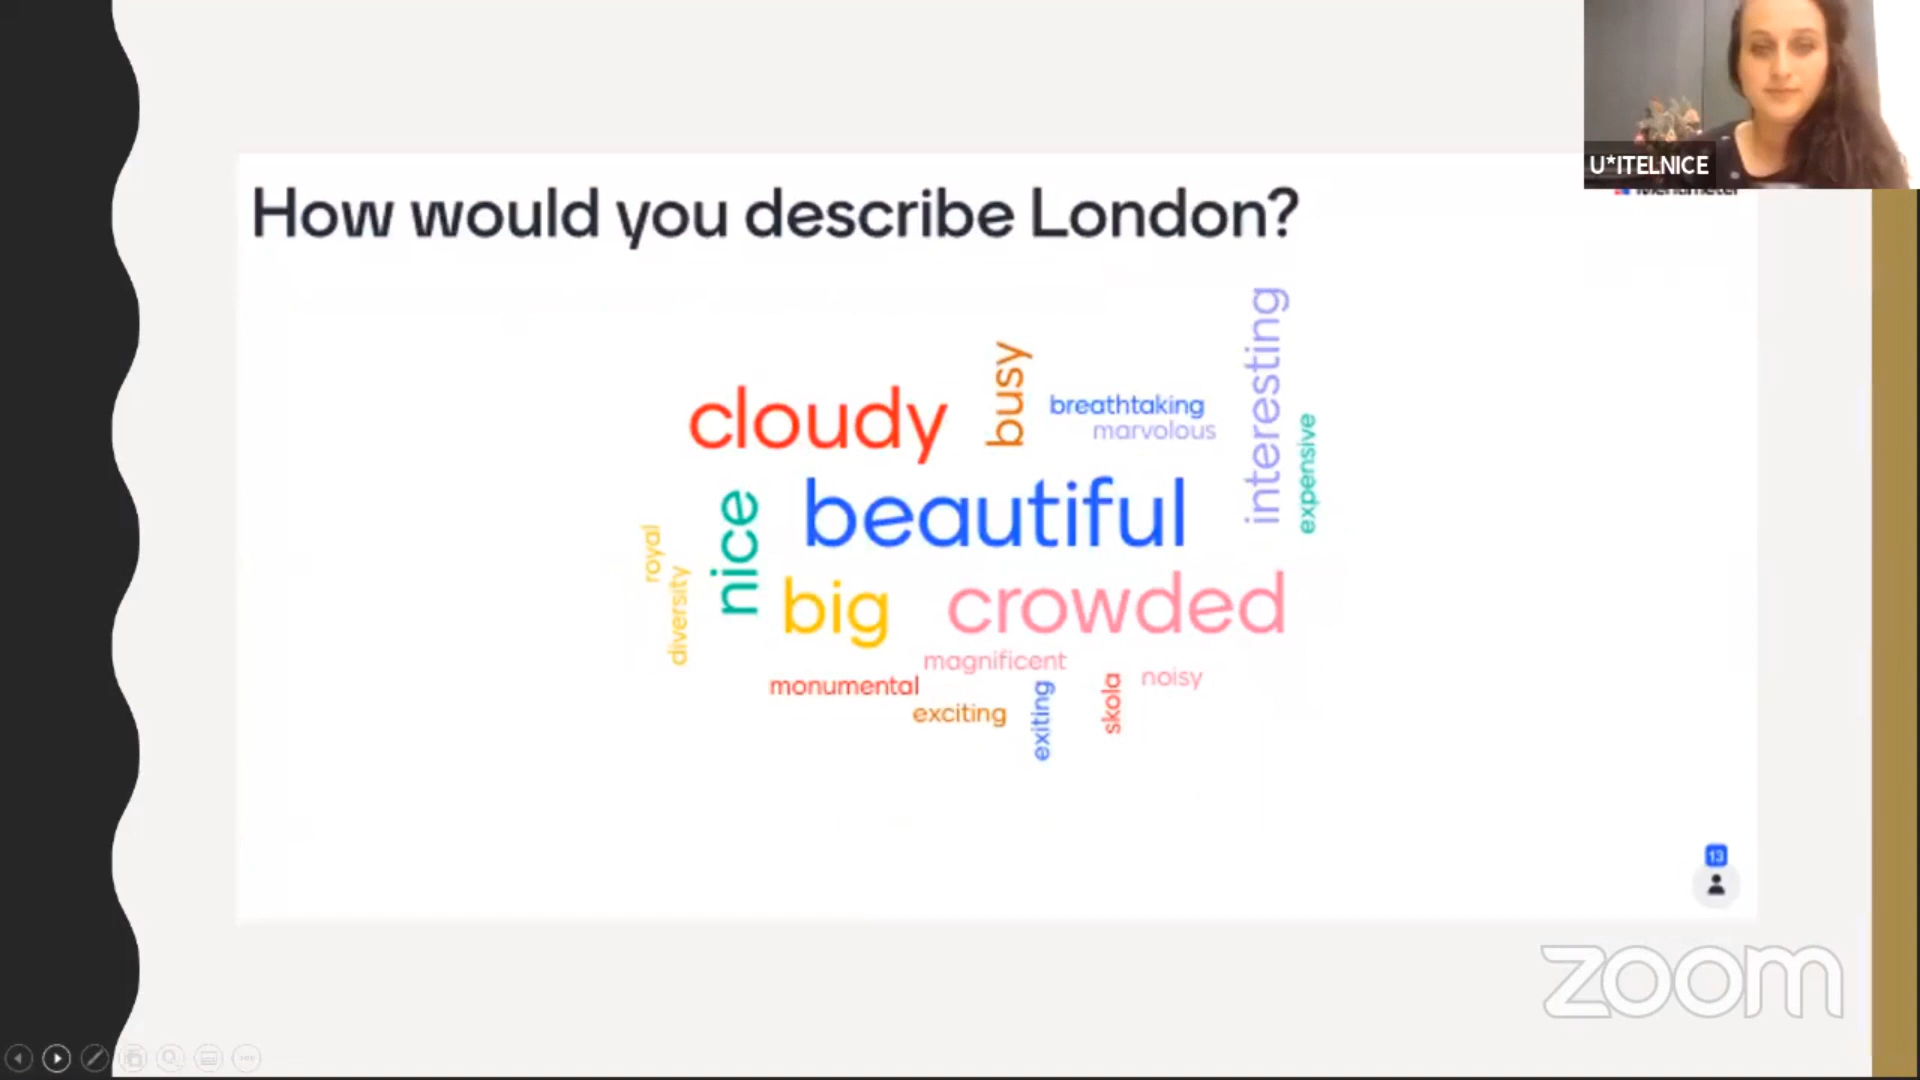 U*ITELNICE
How would you describe London?
interesting
busy
cloudy
breathtaking
marvolous
expensive
beautiful
nice
royal
diversity
big
crowded
magnificent
monumental
noisy
skola
exciting
exiting
13
zoom